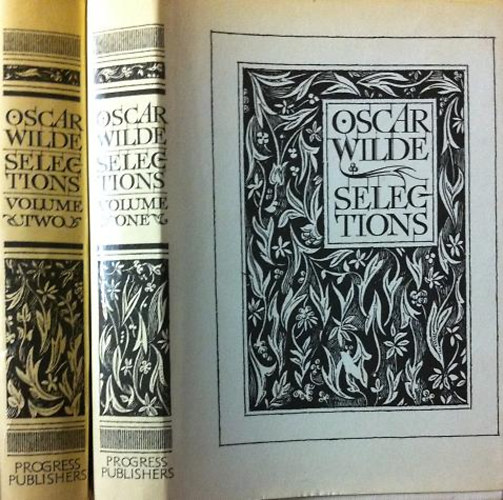 OSCAR
WILDE
SELEC
TIONS
VOLUME
TWO
PROGRESS
PUBLISHERS
OSCAR
WILDE
SELEC
TIONS
VOLUME
ONE
PROGRESS
PUBLISHERS
OSCAR
WILDE
SELEC
TIONS